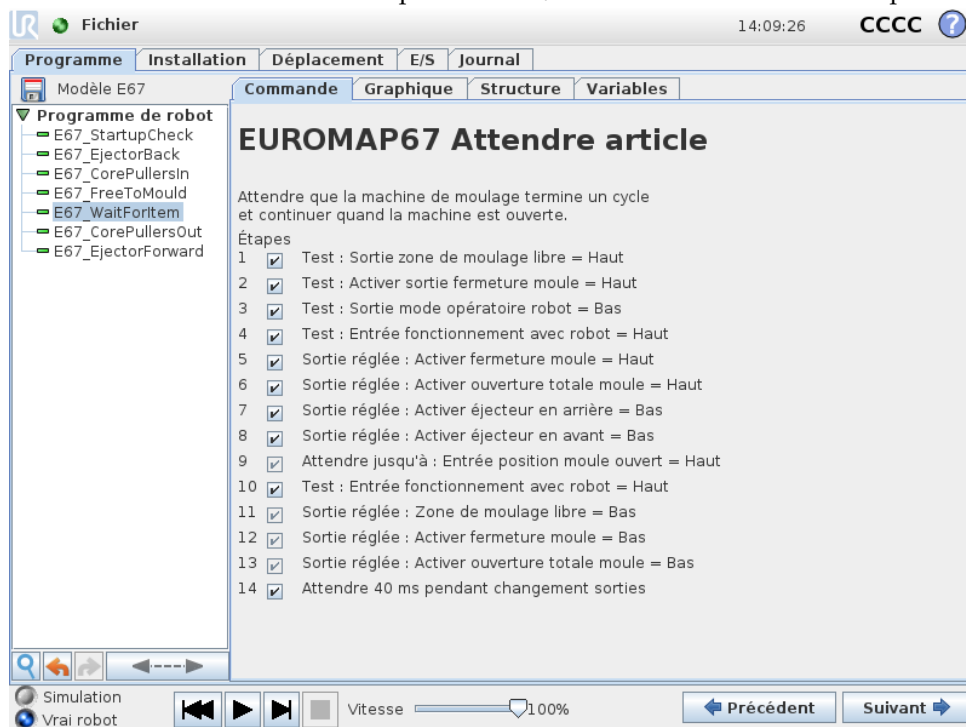 Fichier 14:09:26 CCCC ?
Programme Installation Déplacement E/S Journal
Modèle E67 Commande Graphique Structure Variables
Programme de robot
E67_StartupCheck
E67_EjectorBack
E67_CorePullersIn
E67_FreeToMould
E67_WaitForItem
E67_CorePullersOut
E67_EjectorForward
EUROMAP67 Attendre article
Attendre que la machine de moulage termine un cycle
et continuer quand la machine est ouverte.
Étapes
1 Test : Sortie zone de moulage libre = Haut
2 Test : Activer sortie fermeture moule = Haut
3 Test : Sortie mode opératoire robot = Bas
4 Test : Entrée fonctionnement avec robot = Haut
5 Sortie réglée : Activer fermeture moule = Haut
6 Sortie réglée : Activer ouverture totale moule = Haut
7 Sortie réglée : Activer éjecteur en arrière = Bas
8 Sortie réglée : Activer éjecteur en avant = Bas
9 Attendre jusqu'à : Entrée position moule ouvert = Haut
10 Test : Entrée fonctionnement avec robot = Haut
11 Sortie réglée : Zone de moulage libre = Bas
12 Sortie réglée : Activer fermeture moule = Bas
13 Sortie réglée : Activer ouverture totale moule = Bas
14 Attendre 40 ms pendant changement sorties
Simulation
Vrai robot
Vitesse 100%
Précédent Suivant